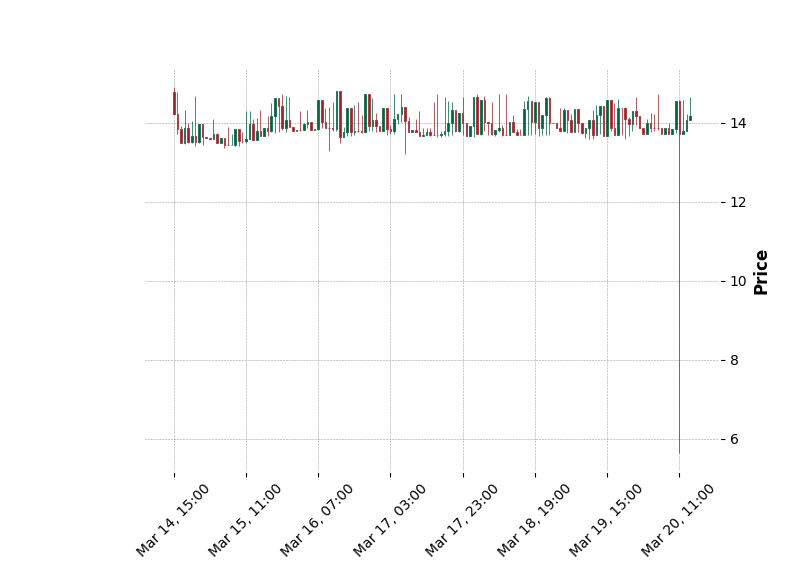 14
12
10
8
6
Price
Mar 14, 15:00
Mar 15, 11:00
Mar 16, 07:00
Mar 17, 03:00
Mar 17, 23:00
Mar 18, 19:00
Mar 19, 15:00
Mar 20, 11:00